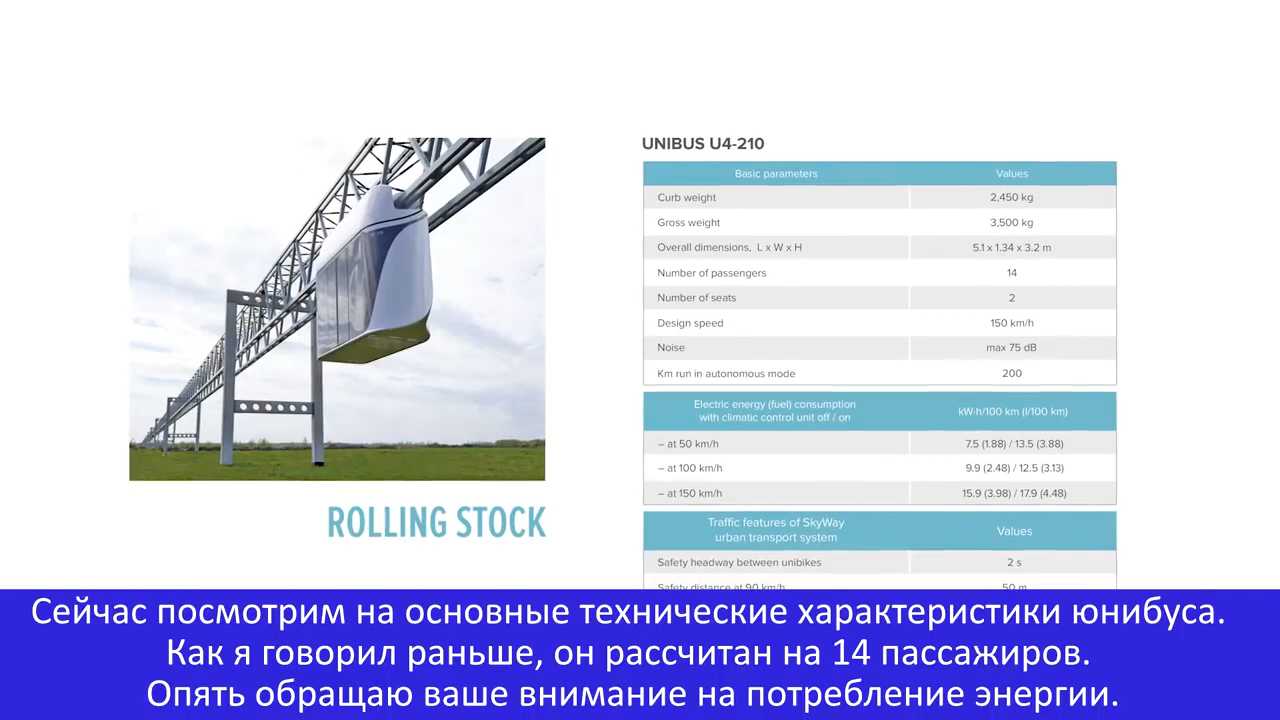 UNIBUS U4-210
Basic parameters Values
Curb weight 2,450 kg
Gross weight 3,500 kg
Overall dimensions, L x W x H 5.1 x 1.34 x 3.2 m
Number of passengers 14
Number of seats 2
Design speed 150 km/h
Noise max 75 dB
Km run in autonomous mode 200
Electric energy (fuel) consumption
with climatic control unit off / on
kW·h/100 km (l/100 km)
– at 50 km/h 7.5 (1.88) / 13.5 (3.88)
– at 100 km/h 9.9 (2.48) / 12.5 (3.13)
– at 150 km/h 15.9 (3.98) / 17.9 (4.48)
Traffic features of SkyWay
urban transport system
Values
Safety headway between unibikes 2 s
Safety distance at 90 km/h 50 m
ROLLING STOCK
Сейчас посмотрим на основные технические характеристики юнибуса.
Как я говорил раньше, он рассчитан на 14 пассажиров.
Опять обращаю ваше внимание на потребление энергии.